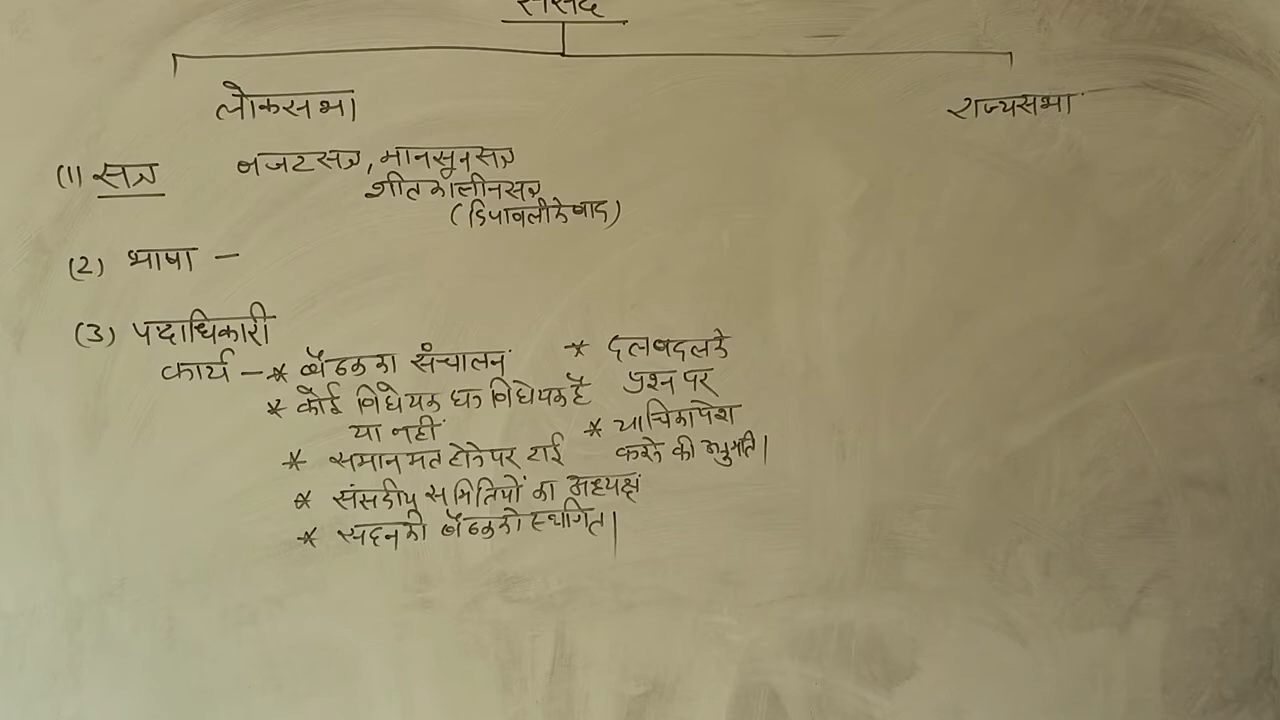 संसद
लोकसभा
राज्यसभा
(1) सत्र बजटसत्र, मानसूनसत्र
शीतकालीनसत्र
(दिपावलीके बाद)
(2) भाषा –
(3) पदाधिकारी
कार्य – * बैठक का संचालन
* कोई विधेयक धन विधेयक है
या नहीं
* समानमत होने पर टाई
* संसदीय समितियों का अध्यक्ष
* सदन की बैठक को स्थगित।
* दलबदल के
प्रश्न पर
* याचिका पेश
करने की अनुमति।